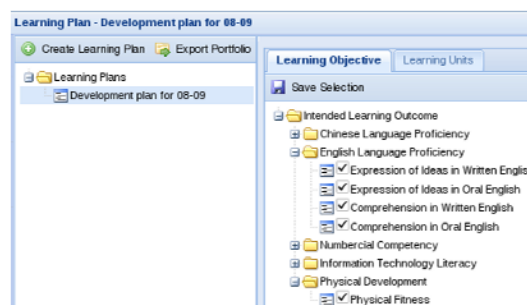 Learning Plan - Development plan for 08-09
Create Learning Plan Export Portfolio
Learning Plans
Development plan for 08-09
Learning Objective Learning Units
Save Selection
Intended Learning Outcome
Chinese Language Proficiency
English Language Proficiency
Expression of Ideas in Written Englis
Expression of Ideas in Oral English
Comprehension in Written English
Comprehension in Oral English
Numbercial Competency
Information Technology Literacy
Physical Development
Physical Fitness